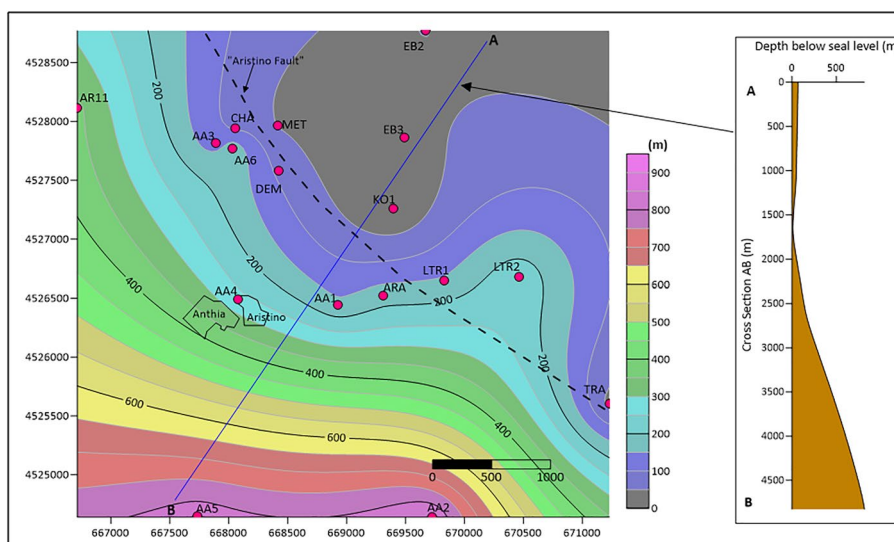 4528500
4528000
4527500
4527000
4526500
4526000
4525500
4525000
667000 667500 668000 668500 669000 669500 670000 670500 671000
A
EB2
"Aristino Fault"
200
AR11
CHA
MET
AA3
AA6
EB3
DEM
KO1
200
400
AA4
LTR1
LTR2
ARA
AA1
200
Anthia
Aristino
200
400
TRA
600
600
400
0 500 1000
B
AA5
AA2
(m)
900
800
700
600
500
400
300
200
100
0
Depth below seal level (m
0 500
A
0
500
1000
1500
2000
2500
3000
3500
4000
4500
B
Cross Section AB (m)